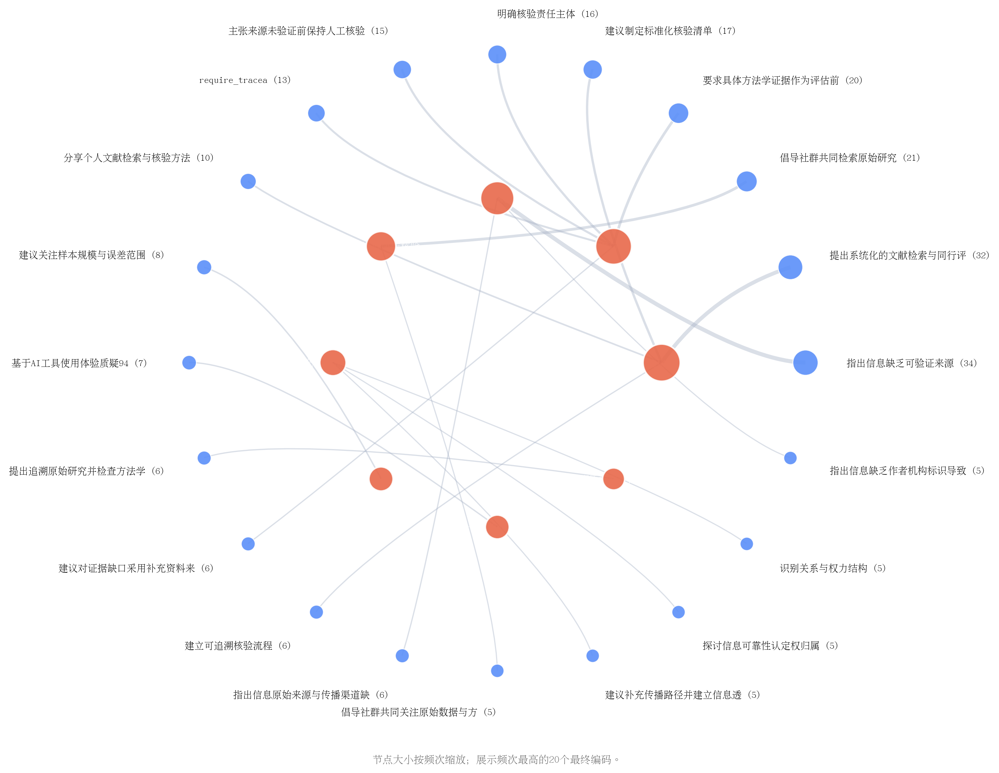 明确核验责任主体 (16)
主张来源未验证前保持人工核验 (15)
建议制定标准化核验清单 (17)
require_tracea (13)
要求具体方法学证据作为评估前 (20)
分享个人文献检索与核验方法 (10)
倡导社群共同检索原始研究 (21)
建议关注样本规模与误差范围 (8)
提出系统化的文献检索与同行评 (32)
基于AI工具使用体验质疑94 (7)
指出信息缺乏可验证来源 (34)
提出追溯原始研究并检查方法学 (6)
指出信息缺乏作者机构标识导致 (5)
建议对证据缺口采用补充资料来 (6)
识别关系与权力结构 (5)
建立可追溯核验流程 (6)
探讨信息可靠性认定权归属 (5)
指出信息原始来源与传播渠道缺 (6)
建议补充传播路径并建立信息透 (5)
倡导社群共同关注原始数据与方 (5)
节点大小按频次缩放；展示频次最高的20个最终编码。